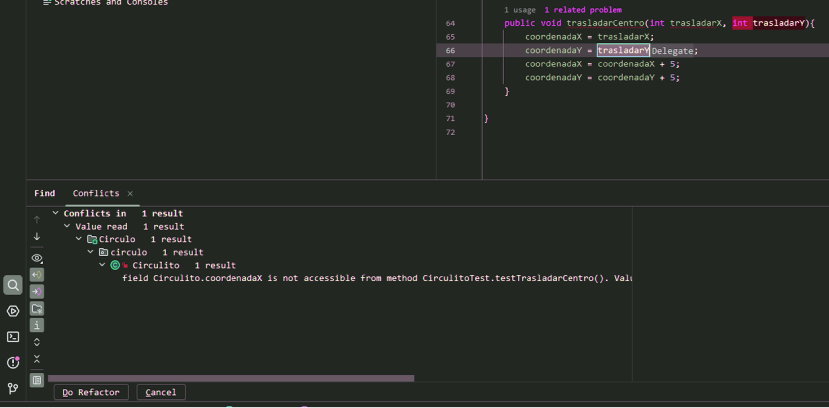 Scratches and Consoles
1 usage 1 related problem
64 public void trasladarCentro(int trasladarX, int trasladarY){
65 coordenadaX = trasladarX;
66 coordenadaY = trasladarYDelegate;
67 coordenadaX = coordenadaX + 5;
68 coordenadaY = coordenadaY + 5;
69 }
70
71 }
72
Find Conflicts ×
Conflicts in 1 result
Value read 1 result
Circulo 1 result
circulo 1 result
Circulito 1 result
field Circulito.coordenadaX is not accessible from method CirculitoTest.testTrasladarCentro(). Valu
Do Refactor Cancel